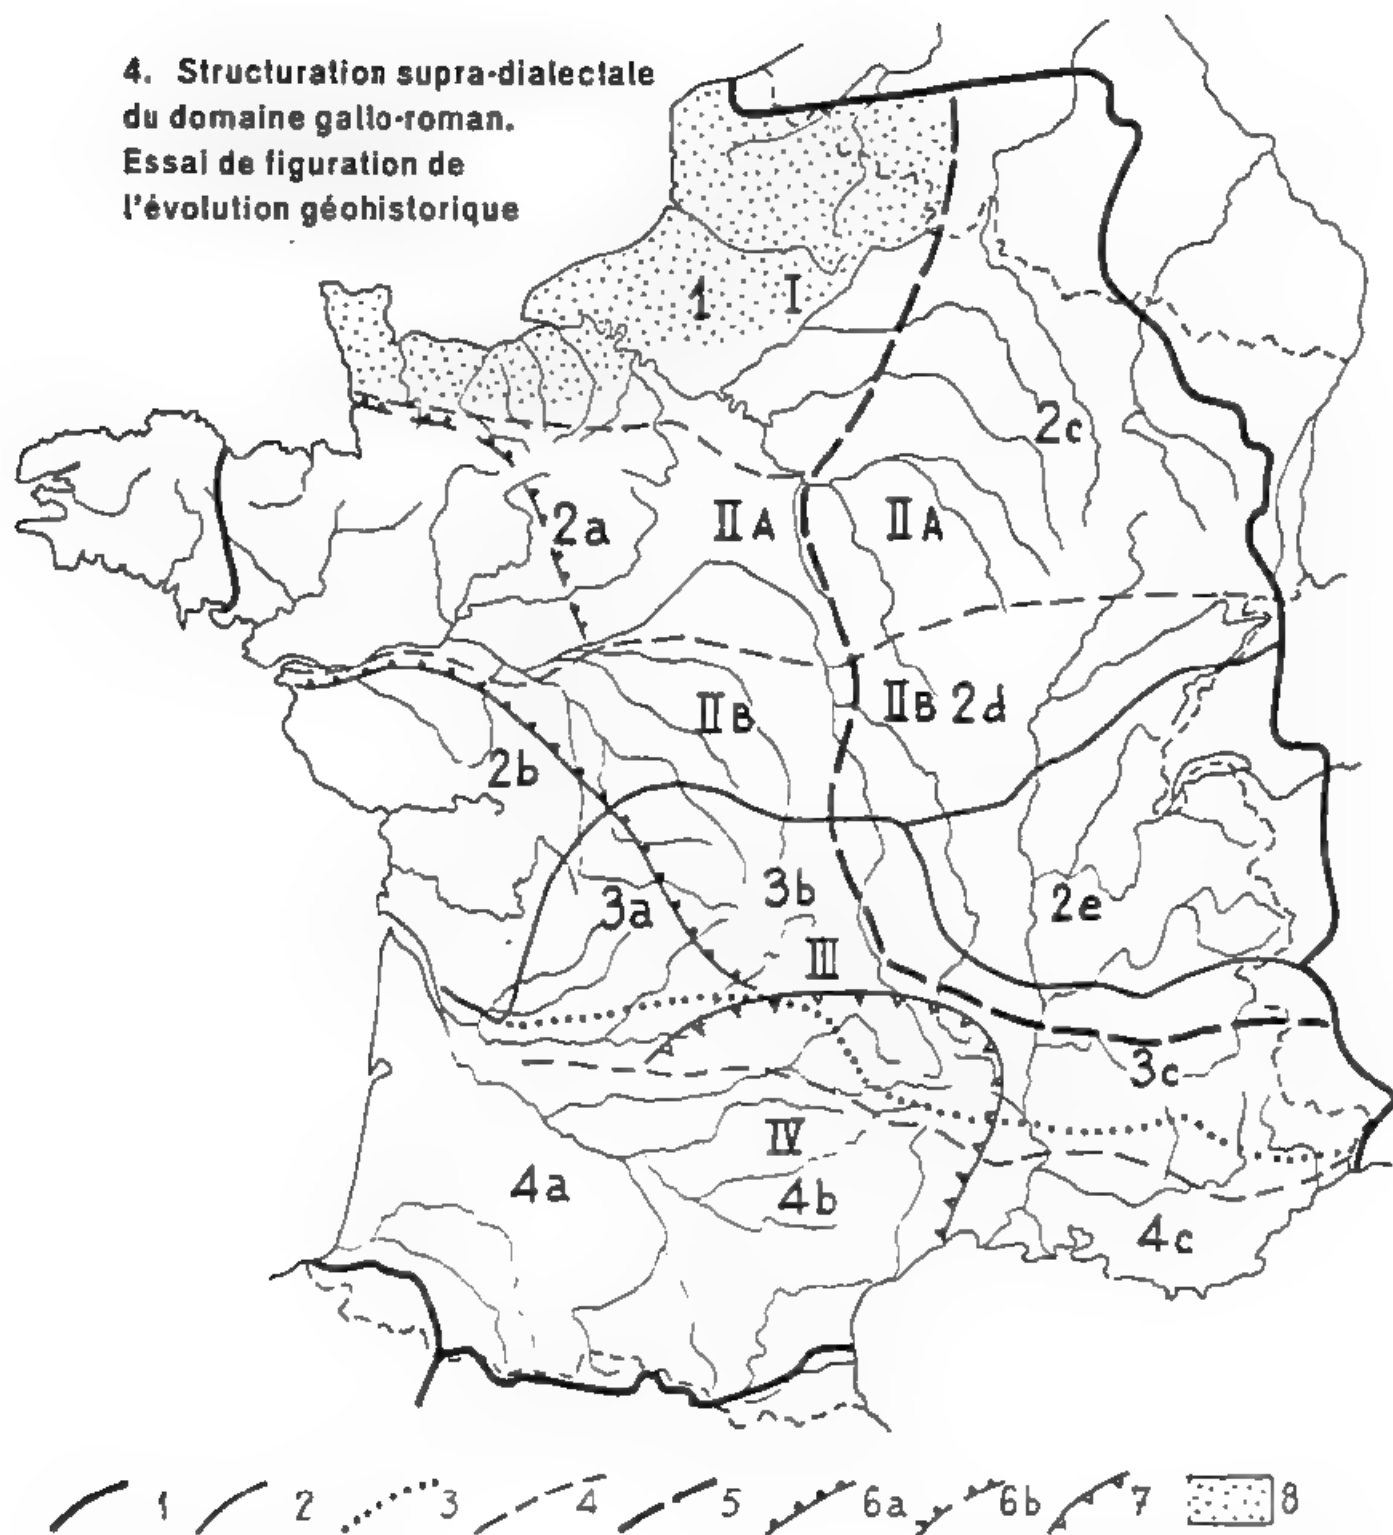 4. Structuration supra-dialectale
du domaine gallo-roman.
Essai de figuration de
l'évolution géohistorique
1 I
2c
2a II A II A
II B II B 2d
2b
3b
3a 2e
III
3c
IV
4a 4b
4c
1 2 3 4 5 6a 6b 7 8